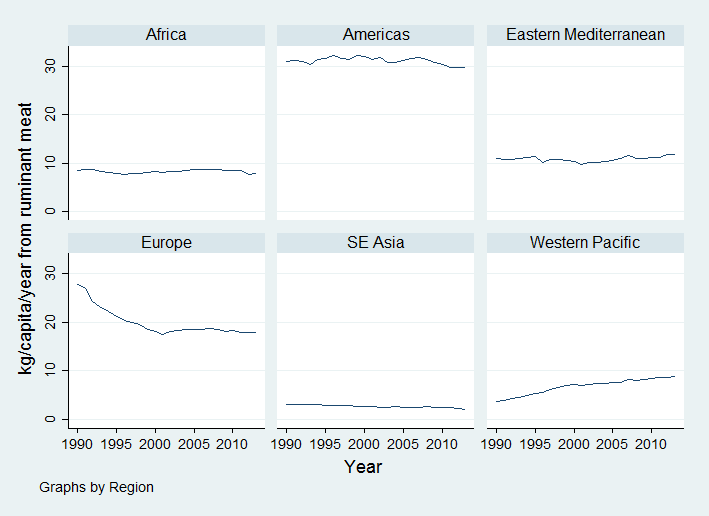 Africa
Americas
Eastern Mediterranean
30
20
10
0
Europe
SE Asia
Western Pacific
30
20
10
0
kg/capita/year from ruminant meat
1990 1995 2000 2005 2010
1990 1995 2000 2005 2010
1990 1995 2000 2005 2010
Year
Graphs by Region